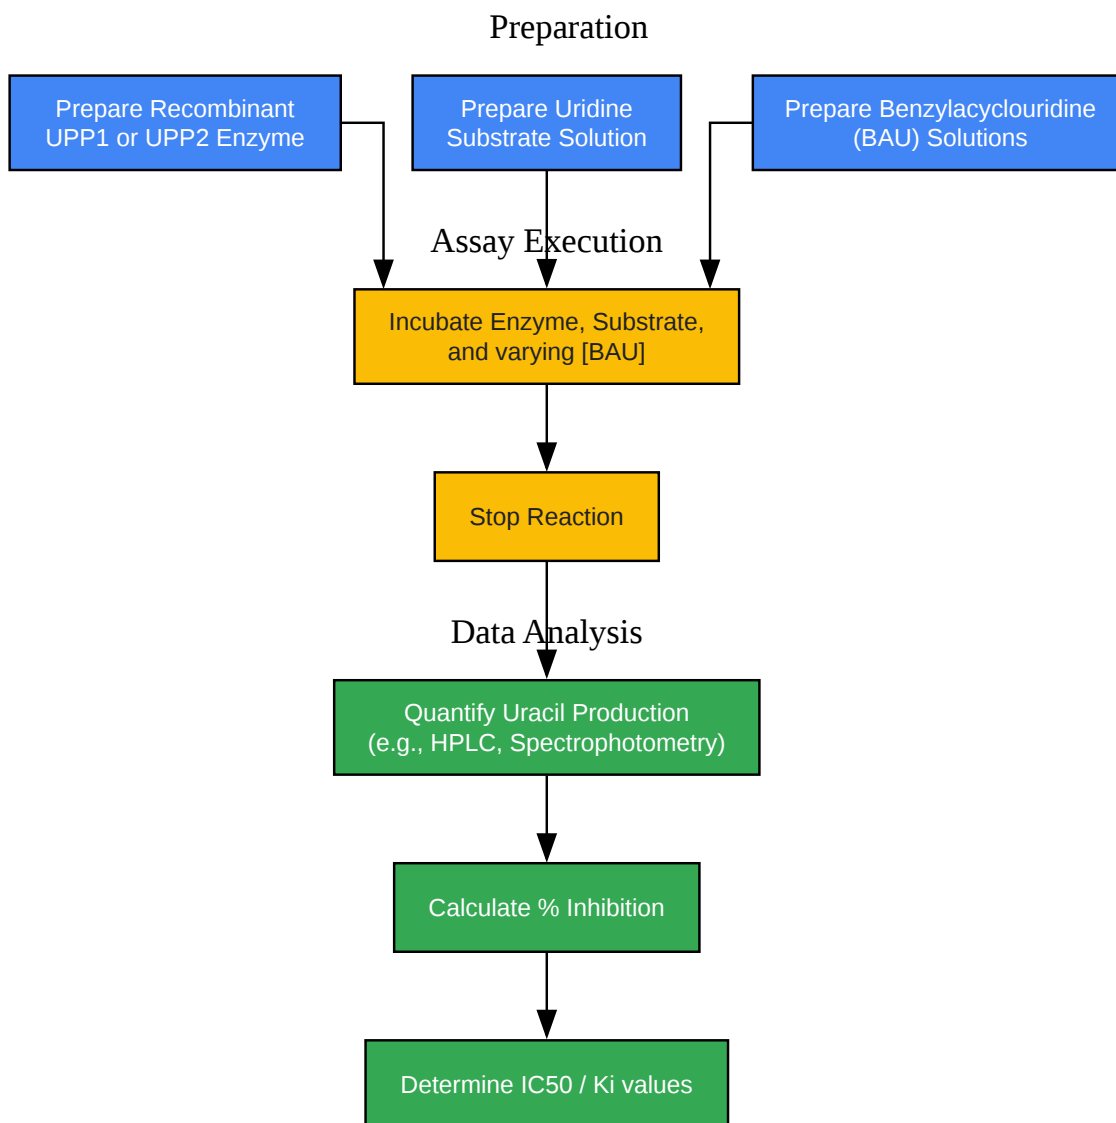 Preparation
Prepare Recombinant
UPP1 or UPP2 Enzyme
Prepare Uridine
Substrate Solution
Prepare Benzylacyclouridine
(BAU) Solutions
Assay Execution
Incubate Enzyme, Substrate,
and varying [BAU]
Stop Reaction
Data Analysis
Quantify Uracil Production
(e.g., HPLC, Spectrophotometry)
Calculate % Inhibition
Determine IC50 / Ki values